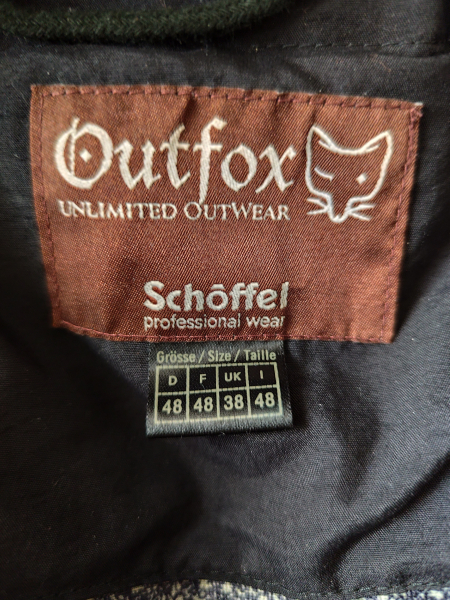 Outfox
UNLIMITED OUTWEAR
Schöffel
professional wear
Grösse / Size / Taille
D F UK I
48 48 38 48